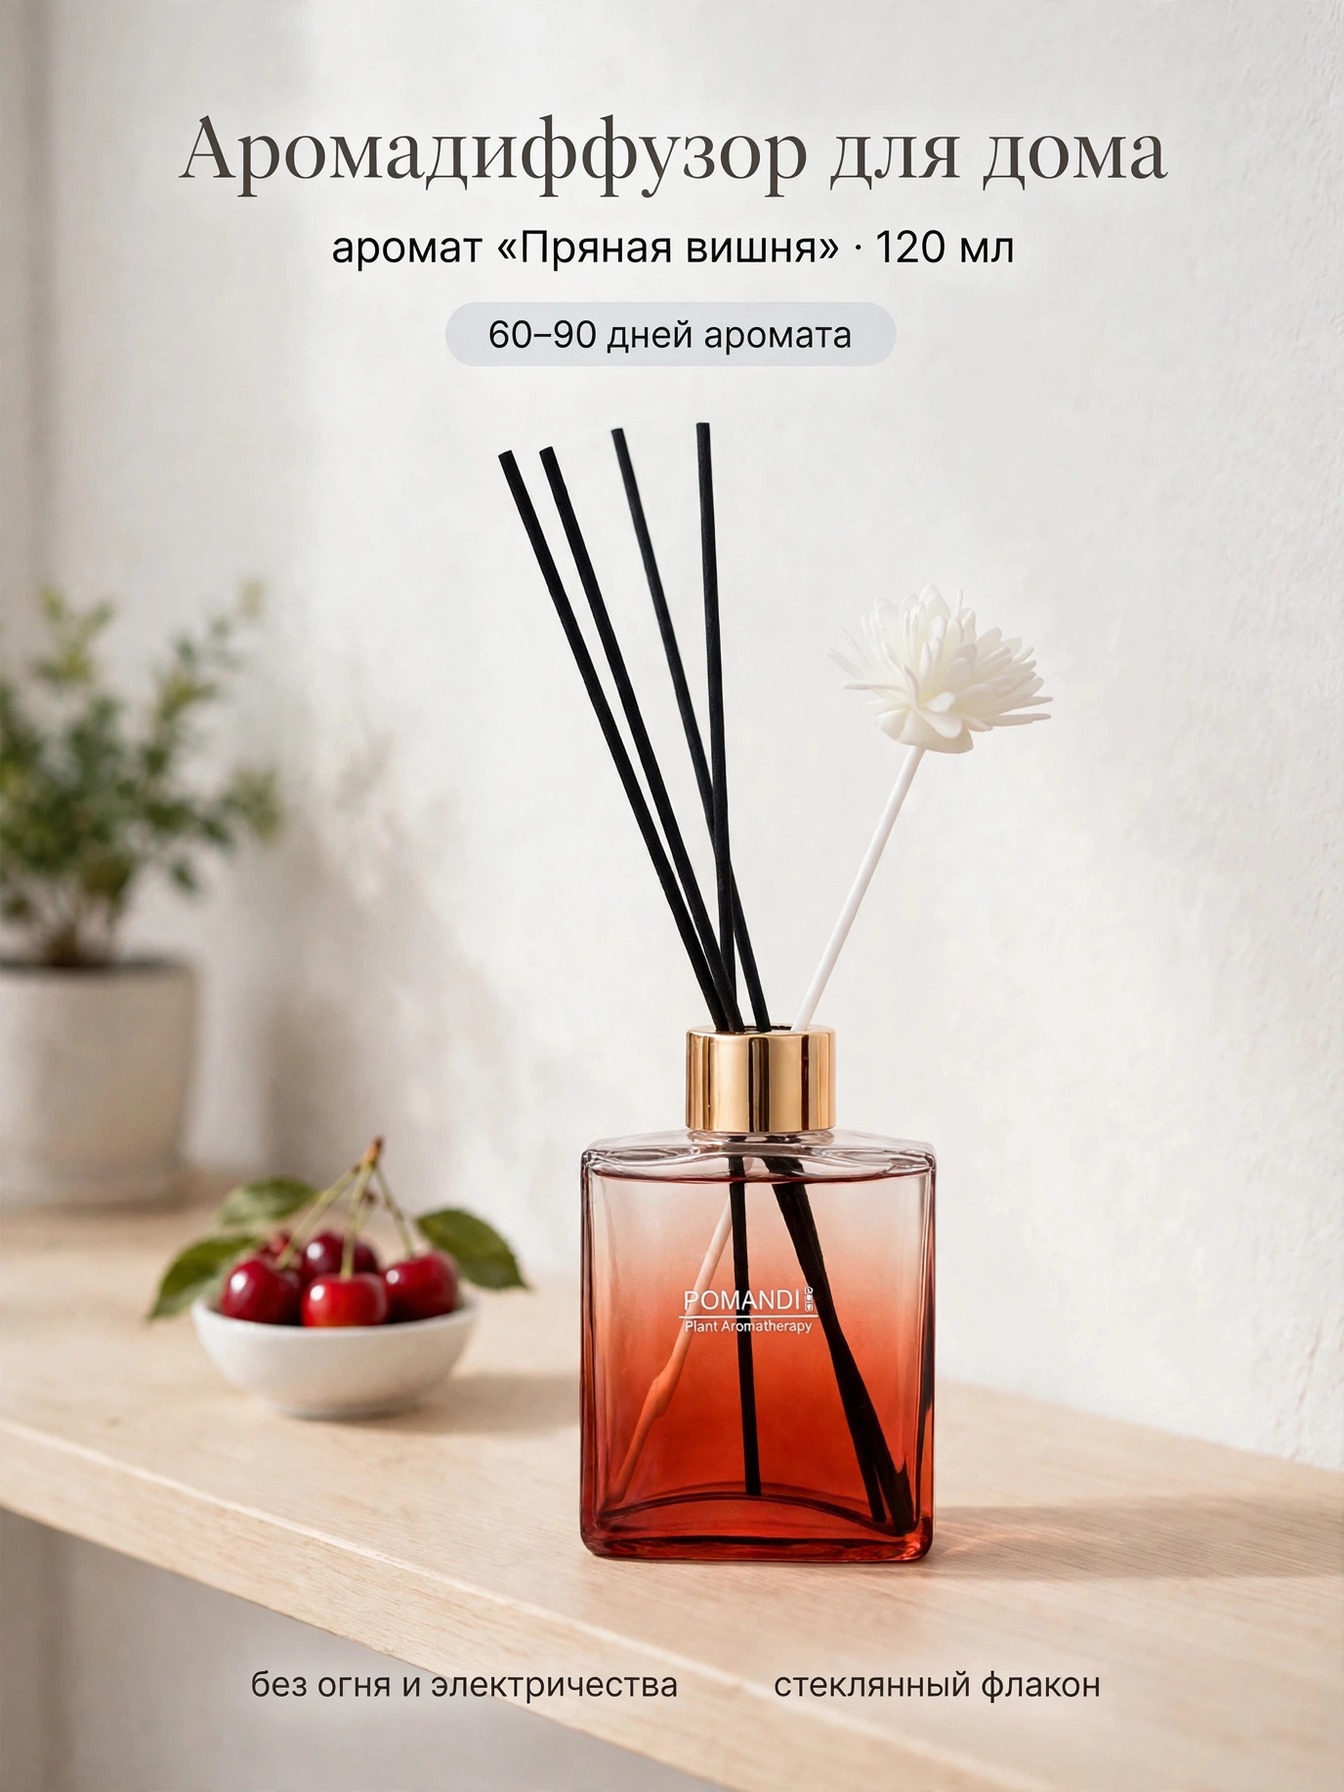 Аромадиффузор для дома
аромат «Пряная вишня» · 120 мл
60–90 дней аромата
POMANDI
Plant Aromatherapy
без огня и электричества
стеклянный флакон